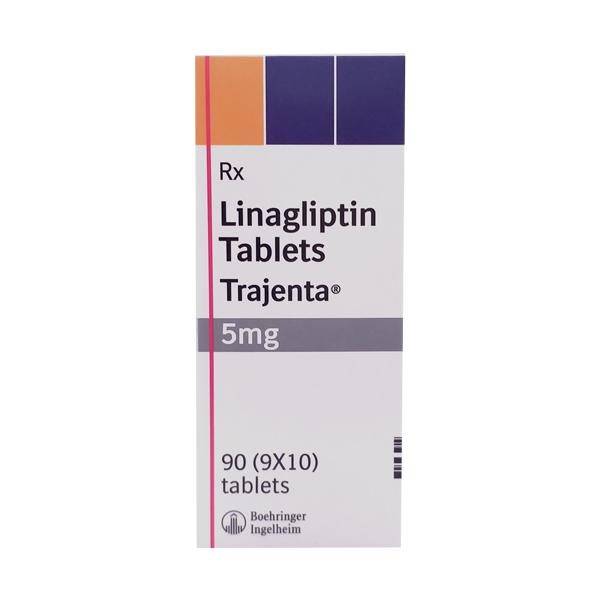 Rx
Linagliptin
Tablets
Trajenta®
5mg
90 (9X10)
tablets
Boehringer
Ingelheim